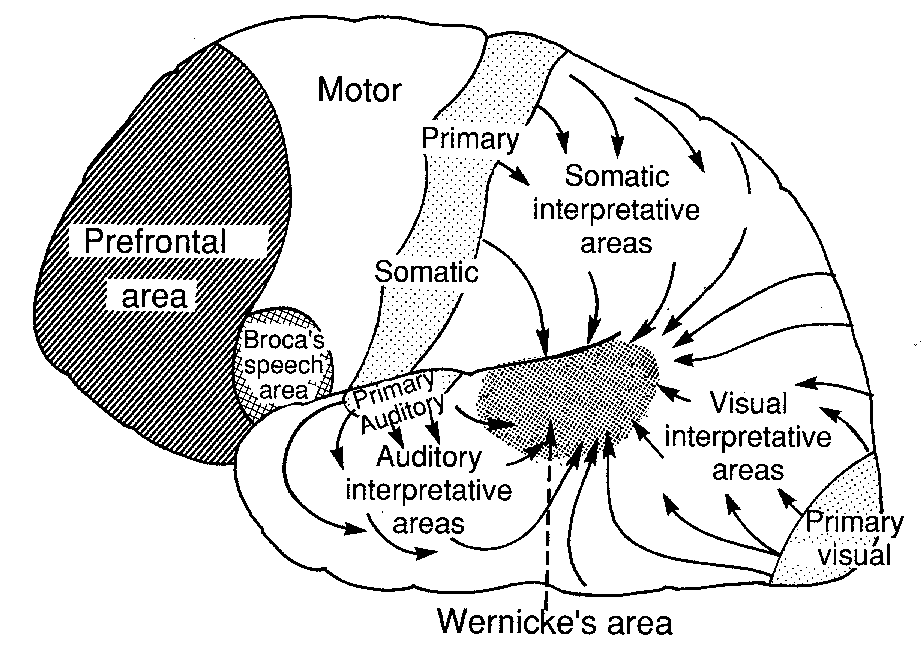 Motor
Primary
Somatic
Prefrontal
area
Broca's
speech
area
Primary
Auditory
Auditory
interpretative
areas
Somatic
interpretative
areas
Visual
interpretative
areas
Primary
visual
Wernicke's area